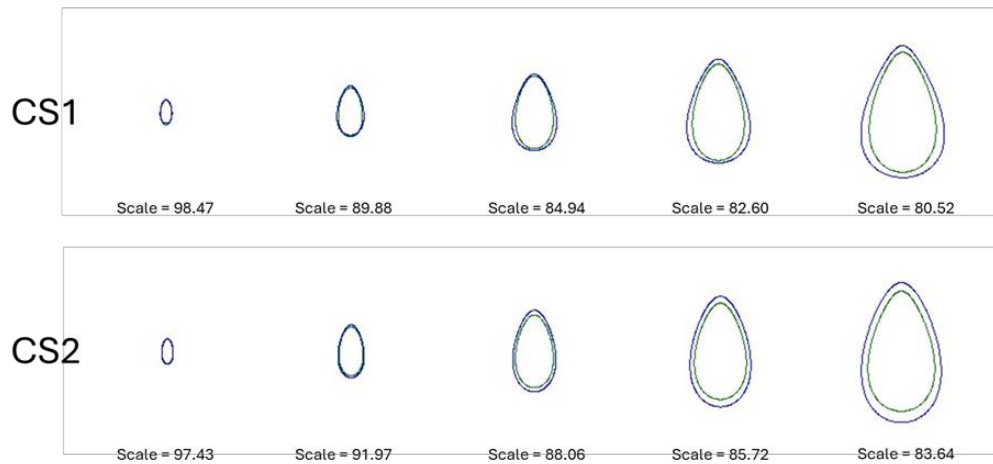 CS1
Scale = 98.47 Scale = 89.88 Scale = 84.94 Scale = 82.60 Scale = 80.52
CS2
Scale = 97.43 Scale = 91.97 Scale = 88.06 Scale = 85.72 Scale = 83.64